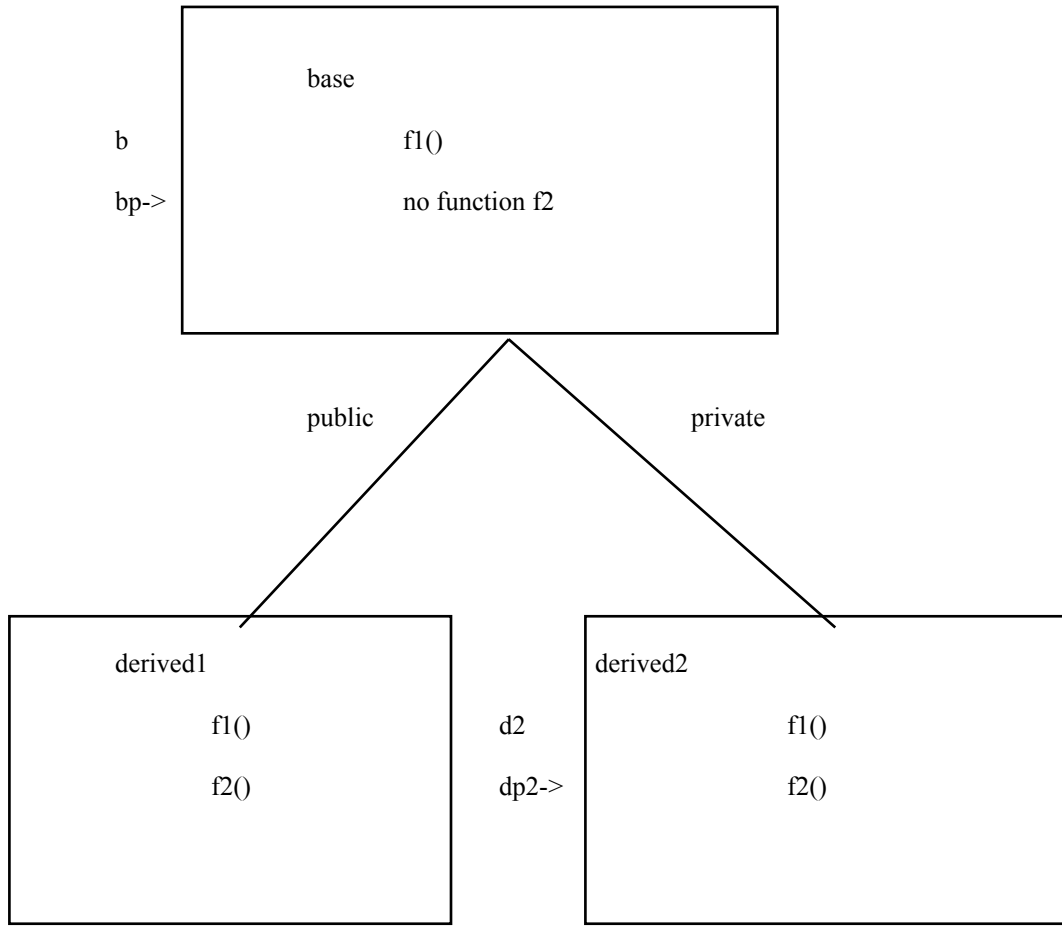 base
b f1()
bp-> no function f2
public private
derived1 derived2
f1() d2 f1()
f2() dp2-> f2()